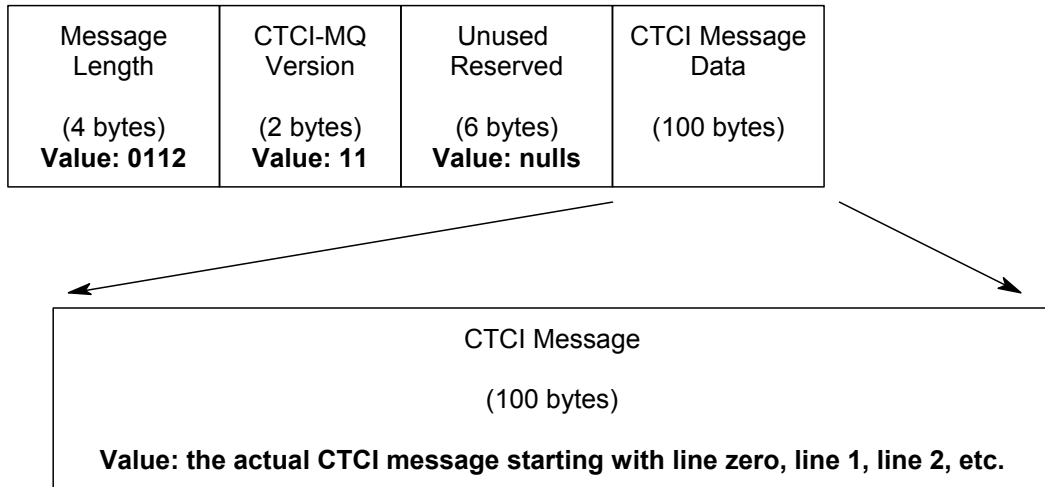 Message
Length
(4 bytes)
Value: 0112
CTCI-MQ
Version
(2 bytes)
Value: 11
Unused
Reserved
(6 bytes)
Value: nulls
CTCI Message
Data
(100 bytes)
CTCI Message
(100 bytes)
Value: the actual CTCI message starting with line zero, line 1, line 2, etc.